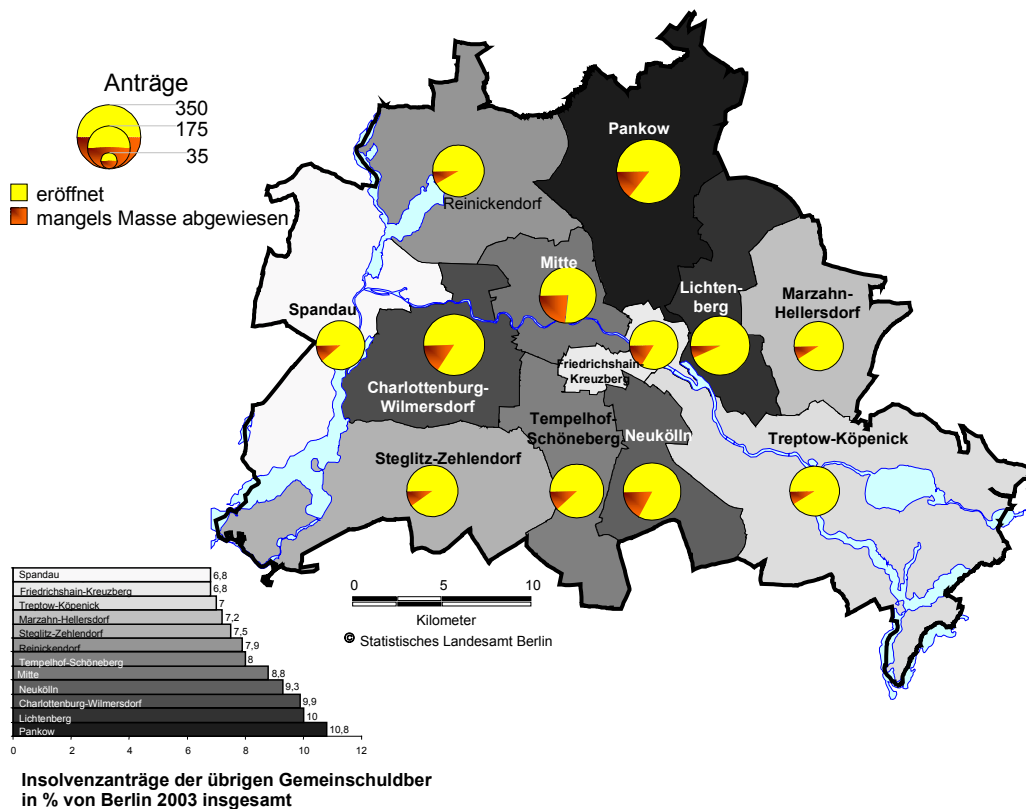 Anträge
350
175
35
eröffnet
mangels Masse abgewiesen
Pankow
Reinickendorf
Mitte
Lichten-
berg
Marzahn-
Hellersdorf
Spandau
Friedrichshain-
Kreuzberg
Charlottenburg-
Wilmersdorf
Tempelhof-
Schöneberg
Neukölln
Treptow-Köpenick
Steglitz-Zehlendorf
0 5 10
Kilometer
© Statistisches Landesamt Berlin
Spandau 6,8
Friedrichshain-Kreuzberg 6,8
Treptow-Köpenick 7
Marzahn-Hellersdorf 7,2
Steglitz-Zehlendorf 7,5
Reinickendorf 7,9
Tempelhof-Schöneberg 8
Mitte 8,8
Neukölln 9,3
Charlottenburg-Wilmersdorf 9,9
Lichtenberg 10
Pankow 10,8
0 2 4 6 8 10 12
Insolvenzanträge der übrigen Gemeinschuldber
in % von Berlin 2003 insgesamt